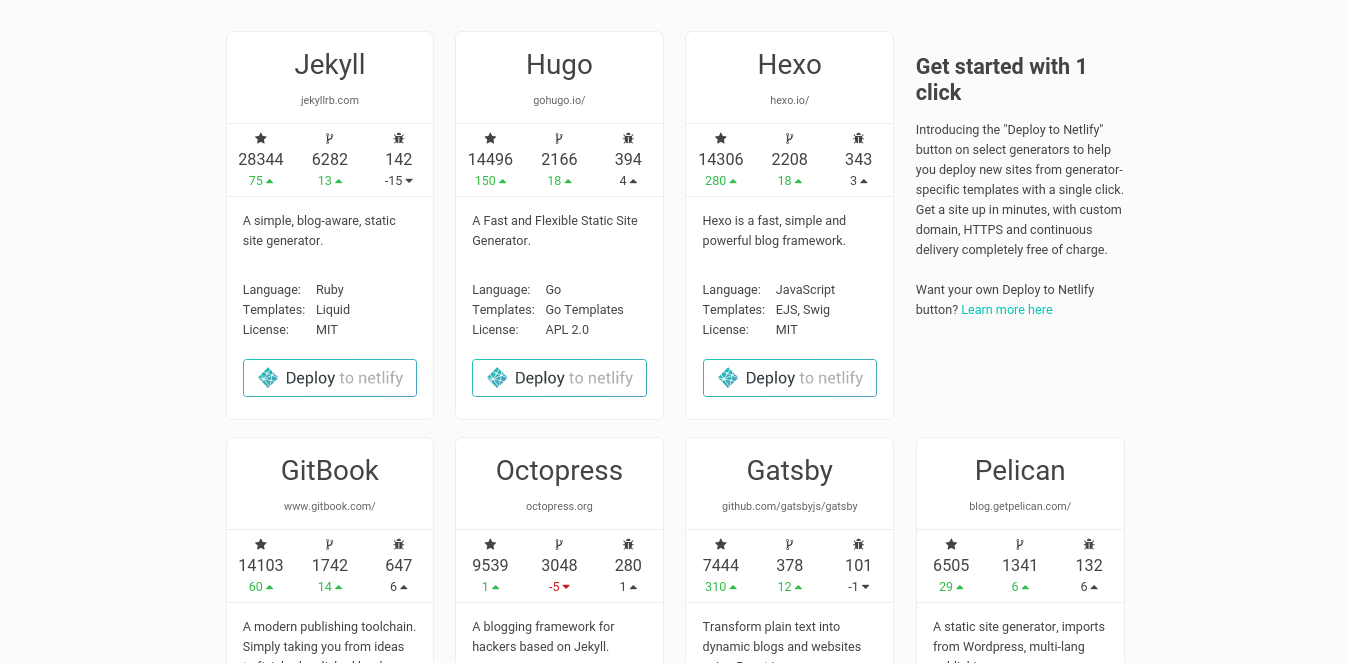 Jekyll
jekyllrb.com
28344 6282 142
75 13 -15
A simple, blog-aware, static
site generator.
Language: Ruby
Templates: Liquid
License: MIT
Deploy to netlify
Hugo
gohugo.io/
14496 2166 394
150 18 4
A Fast and Flexible Static Site
Generator.
Language: Go
Templates: Go Templates
License: APL 2.0
Deploy to netlify
Hexo
hexo.io/
14306 2208 343
280 18 3
Hexo is a fast, simple and
powerful blog framework.
Language: JavaScript
Templates: EJS, Swig
License: MIT
Deploy to netlify
Get started with 1
click
Introducing the "Deploy to Netlify"
button on select generators to help
you deploy new sites from generator-
specific templates with a single click.
Get a site up in minutes, with custom
domain, HTTPS and continuous
delivery completely free of charge.
Want your own Deploy to Netlify
button? Learn more here
GitBook
www.gitbook.com/
14103 1742 647
60 14 6
A modern publishing toolchain.
Simply taking you from ideas
Octopress
octopress.org
9539 3048 280
1 -5 1
A blogging framework for
hackers based on Jekyll.
Gatsby
github.com/gatsbyjs/gatsby
7444 378 101
310 12 -1
Transform plain text into
dynamic blogs and websites
Pelican
blog.getpelican.com/
6505 1341 132
29 6 6
A static site generator, imports
from Wordpress, multi-lang